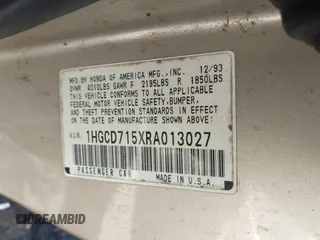 MFD.BY HONDA OF AMERICA MFG.,INC. 12/93
GVWR 4010LBS GAWR F 2195LBS R 1850LBS
THIS VEHICLE CONFORMS TO ALL APPLICABLE
FEDERAL MOTOR VEHICLE SAFETY,BUMPER,
AND THEFT PREVENTION STANDARDS IN EFFECT
ON THE DATE OF MANUFACTURE SHOWN ABOVE.
V.I.N. 1HGCD715XRA013027
PASSENGER CAR MADE IN U.S.A.
DREAMBID